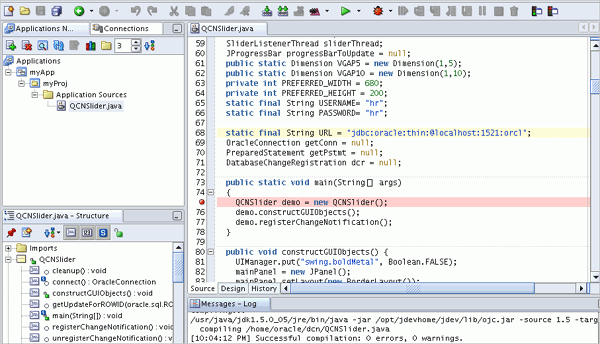 Applications N...
Connections
3
Applications
myApp
myProj
Application Sources
QCNSlider.java
QCNSlider.java - Structure
Imports
QCNSlider
cleanup() : void
connect() : OracleConnection
constructGUIObjects() : void
getUpdateForROWID(oracle.sql.RO
main(String[]) : void
registerChangeNotification() : void
unregisterChangeNotification() : v
QCNSlider.java
59 SliderListenerThread sliderThread;
60 JProgressBar progressBarToUpdate = null;
61 public static Dimension VGAP5 = new Dimension(1,5);
62 public static Dimension VGAP10 = new Dimension(1,10);
63 private int PREFERRED_WIDTH = 680;
64 private int PREFERRED_HEIGHT = 200;
65 static final String USERNAME= "hr";
66 static final String PASSWORD= "hr";
68 static final String URL = "jdbc:oracle:thin:@localhost:1521:orcl";
69 OracleConnection getConn = null;
70 PreparedStatement getPstmt = null;
71 DatabaseChangeRegistration dcr = null;
72
73 public static void main(String[] args)
74 {
QCNSlider demo = new QCNSlider();
76 demo.constructGUIObjects();
77 demo.registerChangeNotification();
78 }
80 public void constructGUIObjects() {
81 UIManager.put("swing.boldMetal", Boolean.FALSE);
82 mainPanel = new JPanel();
83 mainPanel.setLayout(new BorderLayout());
Source Design History
Messages - Log
/usr/java/jdk1.5.0_05/jre/bin/java -jar /opt/jdevhome/jdev/lib/ojc.jar -source 1.5 -targ
compiling /home/oracle/dcn/QCNSlider.java
[10:04:12 PM] Successful compilation: 0 errors, 0 warnings.